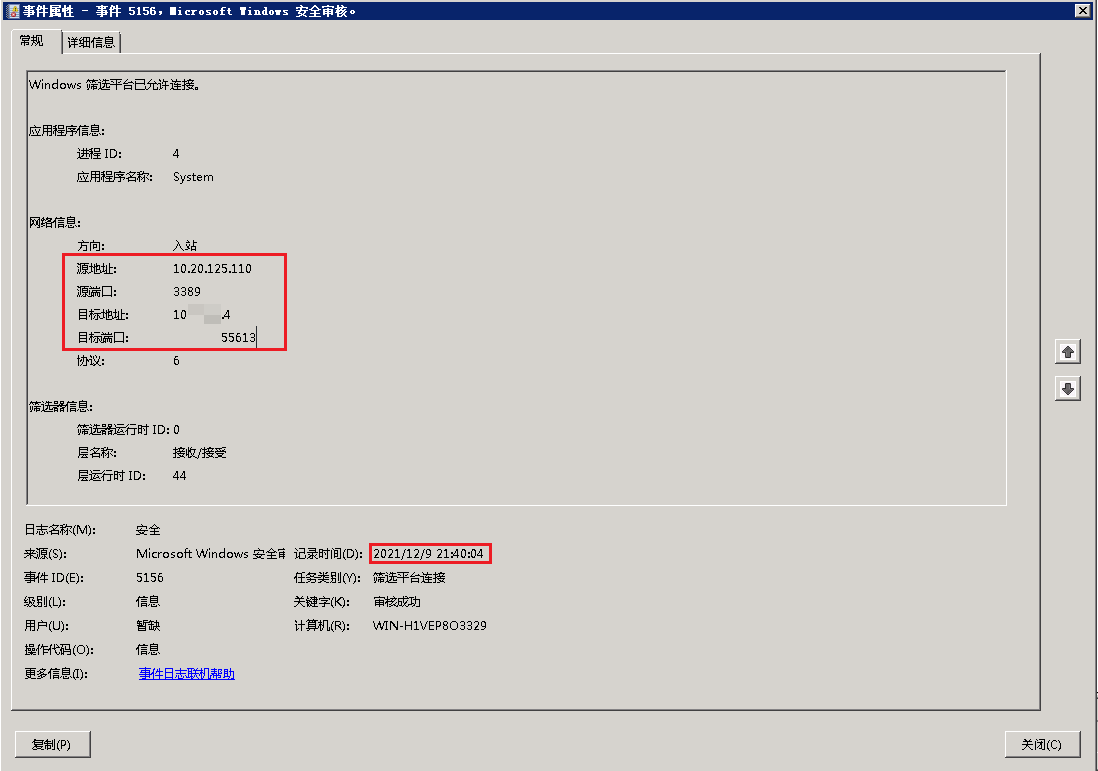 事件属性 - 事件 5156，Microsoft Windows 安全审核。
常规 详细信息
Windows 筛选平台已允许连接。
应用程序信息:
进程 ID: 4
应用程序名称: System
网络信息:
方向: 入站
源地址: 10.20.125.110
源端口: 3389
目标地址: 10 .4
目标端口: 55613
协议: 6
筛选器信息:
筛选器运行时 ID: 0
层名称: 接收/接受
层运行时 ID: 44
日志名称(M): 安全
来源(S): Microsoft Windows 安全审 记录时间(D): 2021/12/9 21:40:04
事件 ID(E): 5156 任务类别(Y): 筛选平台连接
级别(L): 信息 关键字(K): 审核成功
用户(U): 暂缺 计算机(R): WIN-H1VEP8O3329
操作代码(O): 信息
更多信息(I): 事件日志联机帮助
复制(P) 关闭(C)